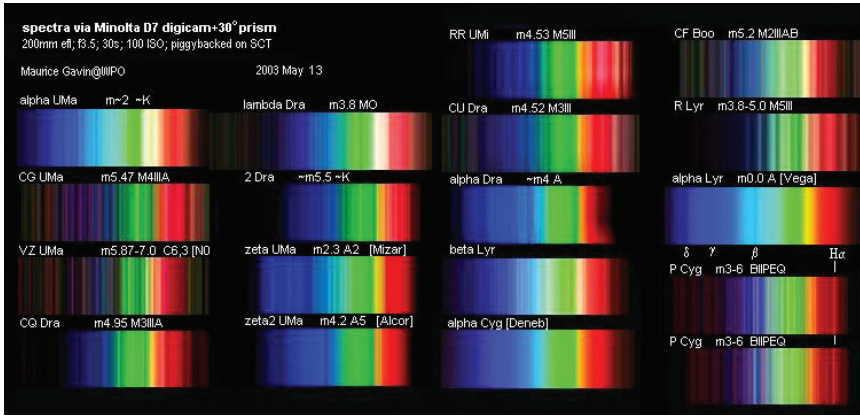 spectra via Minolta D7 digicam+30° prism
200mm efl; f3.5; 30s; 100 ISO; piggybacked on SCT
Maurice Gavin@WPO 2003 May 13
alpha UMa m~2 ~K
CG UMa m5.47 M4IIIA
VZ UMa m5.87-7.0 C6,3 [N0
CQ Dra m4.95 M3IIIA
lambda Dra m3.8 MO
2 Dra ~m5.5 ~K
zeta UMa m2.3 A2 [Mizar]
zeta2 UMa m4.2 A5 [Alcor]
RR UMi m4.53 M5III
CU Dra m4.52 M3III
alpha Dra ~m4 A
beta Lyr
alpha Cyg [Deneb]
CF Boo m5.2 M2IIIAB
R Lyr m3.8-5.0 M5III
alpha Lyr m0.0 A [Vega]
δ γ β Hα
P Cyg m3-6 BIIPEQ
P Cyg m3-6 BIIPEQ